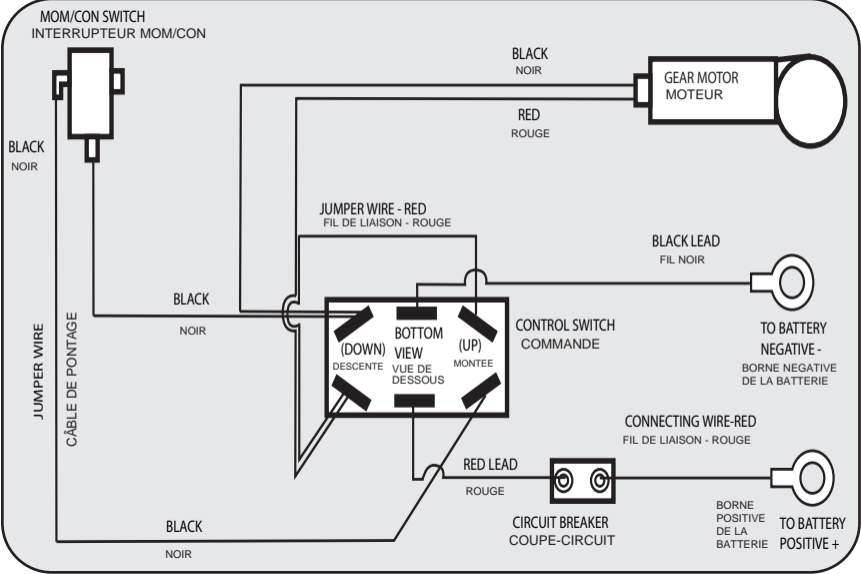 MOM/CON SWITCH
INTERRUPTEUR MOM/CON
BLACK
NOIR
GEAR MOTOR
MOTEUR
RED
ROUGE
BLACK
NOIR
JUMPER WIRE - RED
FIL DE LIAISON - ROUGE
BLACK LEAD
FIL NOIR
BLACK
NOIR
TO BATTERY
NEGATIVE -
BORNE NEGATIVE
DE LA BATTERIE
CONTROL SWITCH
COMMANDE
(DOWN)
DESCENTE
BOTTOM
VIEW
VUE DE
DESSOUS
(UP)
MONTEE
JUMPER WIRE
CÂBLE DE PONTAGE
CONNECTING WIRE-RED
FIL DE LIAISON - ROUGE
RED LEAD
ROUGE
CIRCUIT BREAKER
COUPE-CIRCUIT
BORNE
POSITIVE
DE LA
BATTERIE
TO BATTERY
POSITIVE +
BLACK
NOIR